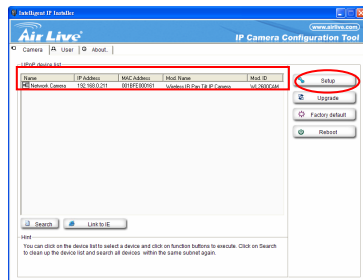 Intelligent IP Installer
Air Live®
www.airlive.com
IP Camera Configuration Tool
Camera User About.
UPnP device list
Name IP Address MAC Address Mod. Name Mod. ID
Network Camera 192.168.0.211 001BFE000161 Wireless IR Pan Tilt IP Camera WL2600CAM
Setup
Upgrade
Factory default
Reboot
Search Link to IE
Hint
You can click on the device list to select a device and click on function buttons to execute. Click on Search
to clean up the device list and search all devices within the same subnet again.